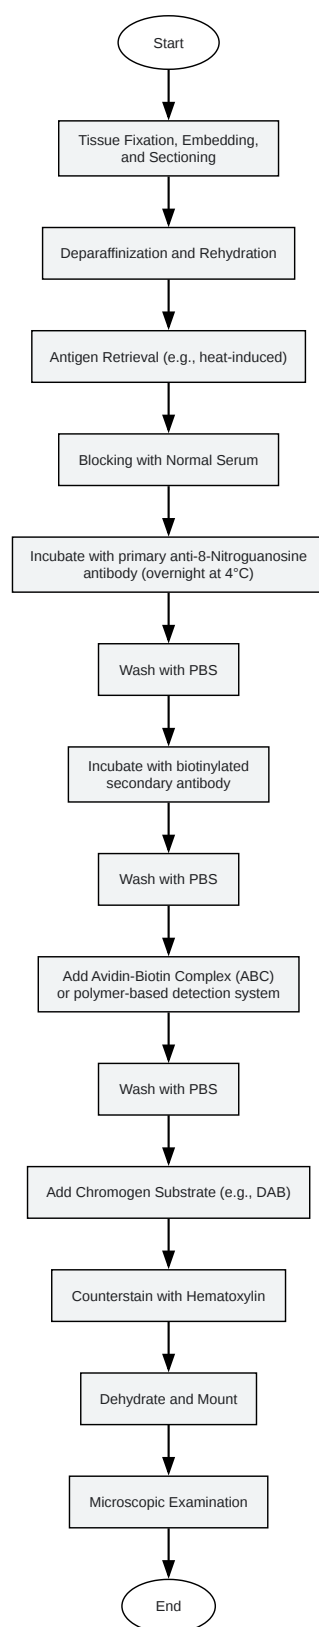 Start
Tissue Fixation, Embedding,
and Sectioning
Deparaffinization and Rehydration
Antigen Retrieval (e.g., heat-induced)
Blocking with Normal Serum
Incubate with primary anti-8-Nitroguanosine
antibody (overnight at 4°C)
Wash with PBS
Incubate with biotinylated
secondary antibody
Wash with PBS
Add Avidin-Biotin Complex (ABC)
or polymer-based detection system
Wash with PBS
Add Chromogen Substrate (e.g., DAB)
Counterstain with Hematoxylin
Dehydrate and Mount
Microscopic Examination
End